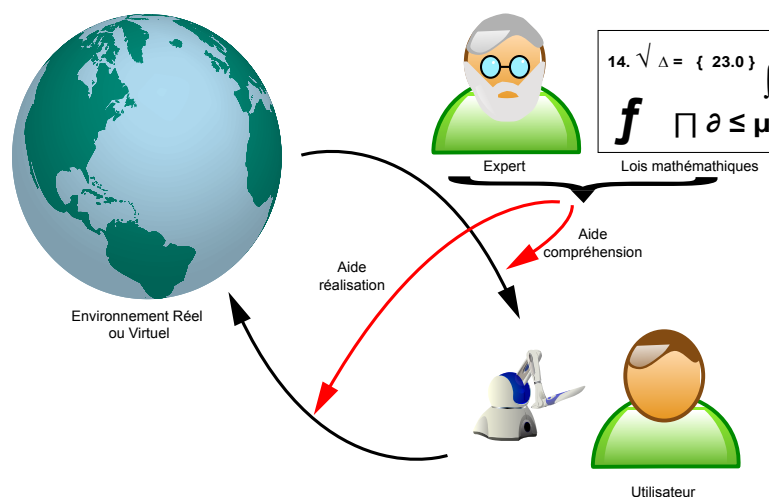 14. √ Δ = { 23.0 } ∫
ƒ ∏ ∂ ≤ µ
Expert
Lois mathémathiques
Aide
compréhension
Aide
réalisation
Environnement Réel
ou Virtuel
Utilisateur